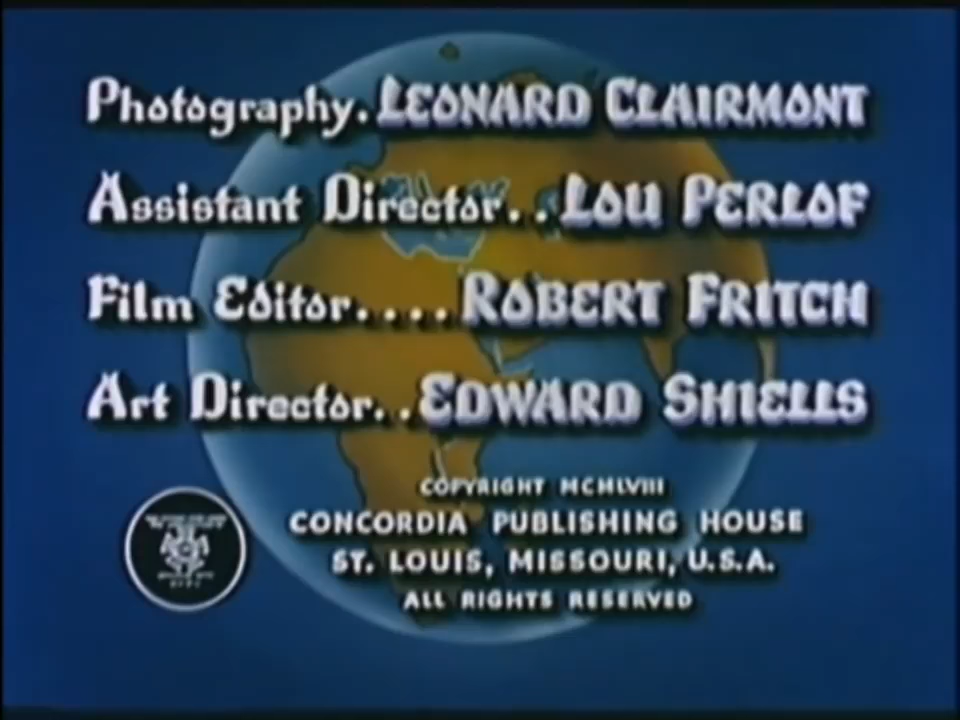 Photography.LEONARD CLAIRMONT
Assistant Director..LOU PERLOF
Film Editor....ROBERT FRITCH
Art Director..EDWARD SHIELLS
COPYRIGHT MCMLVIII
CONCORDIA PUBLISHING HOUSE
ST. LOUIS, MISSOURI, U.S.A.
ALL RIGHTS RESERVED